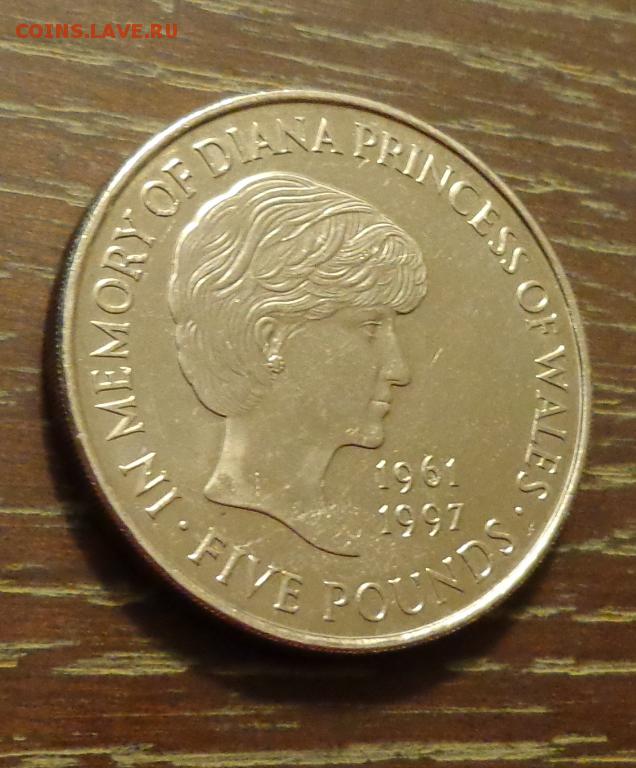 COINS.LAVE.RU
IN MEMORY OF DIANA PRINCESS OF WALES ·
1961
1997
· FIVE POUNDS